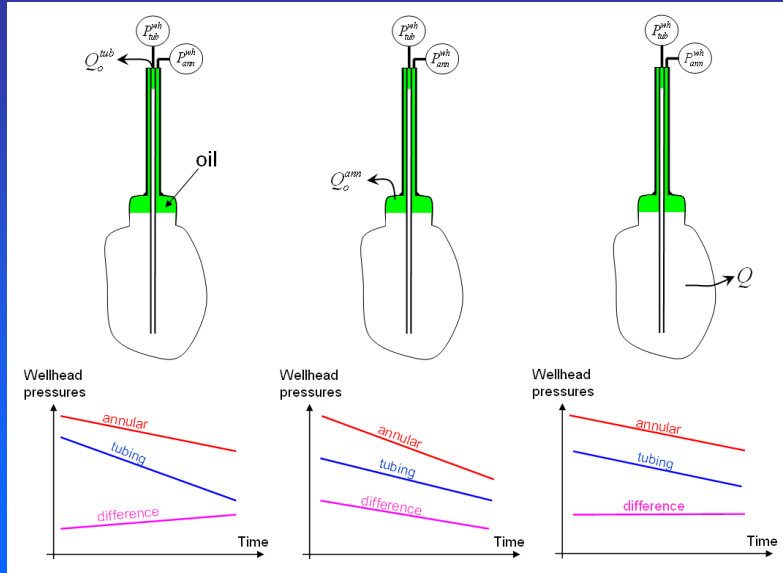 P_tub^wh
P_ann^wh
Q_o^tub
oil
P_tub^wh
P_ann^wh
Q_o^ann
P_tub^wh
P_ann^wh
Q
Wellhead
pressures
annular
tubing
difference
Time
Wellhead
pressures
annular
tubing
difference
Time
Wellhead
pressures
annular
tubing
difference
Time